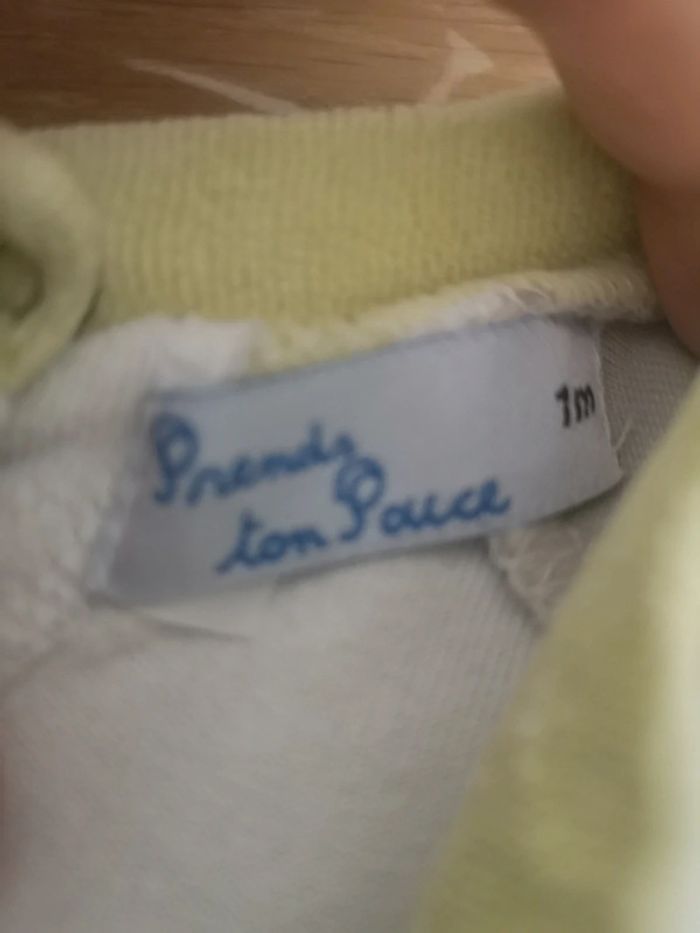 Prends
ton Pouce
1m